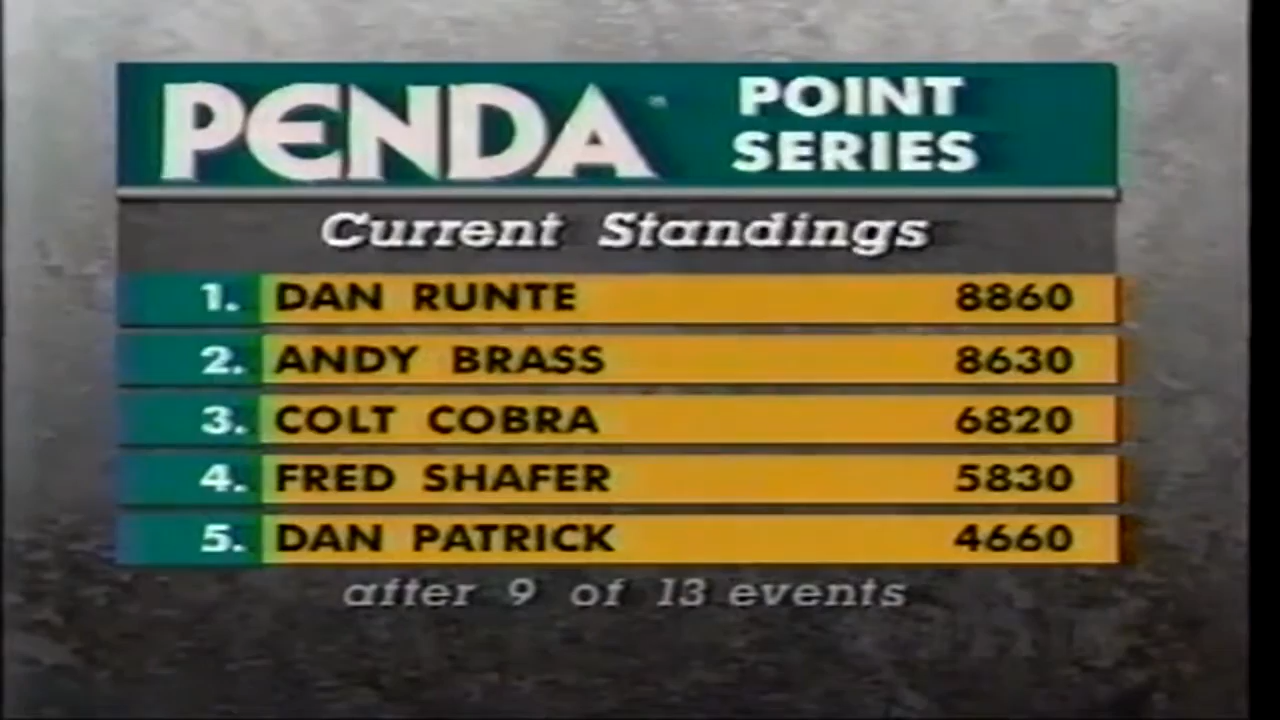 PENDA POINT SERIES
Current Standings
1. DAN RUNTE 8860
2. ANDY BRASS 8630
3. COLT COBRA 6820
4. FRED SHAFER 5830
5. DAN PATRICK 4660
after 9 of 13 events